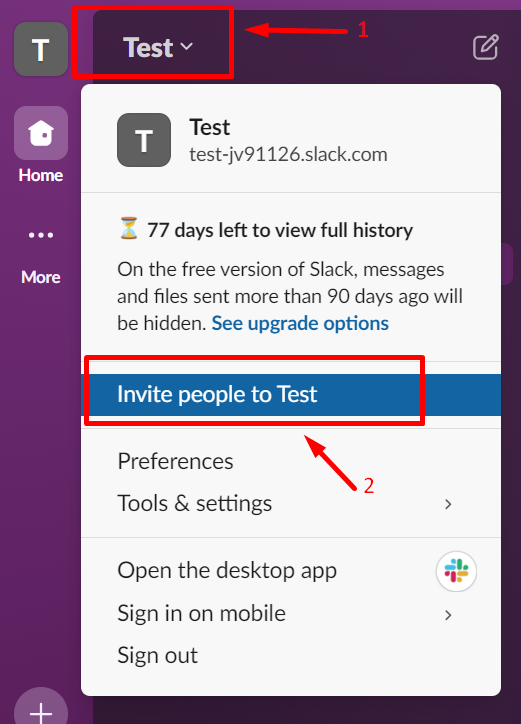 T
Test
1
T
Test
test-jv91126.slack.com
Home
⏳ 77 days left to view full history
More
On the free version of Slack, messages
and files sent more than 90 days ago will
be hidden. See upgrade options
Invite people to Test
2
Preferences
Tools & settings
Open the desktop app
Sign in on mobile
Sign out